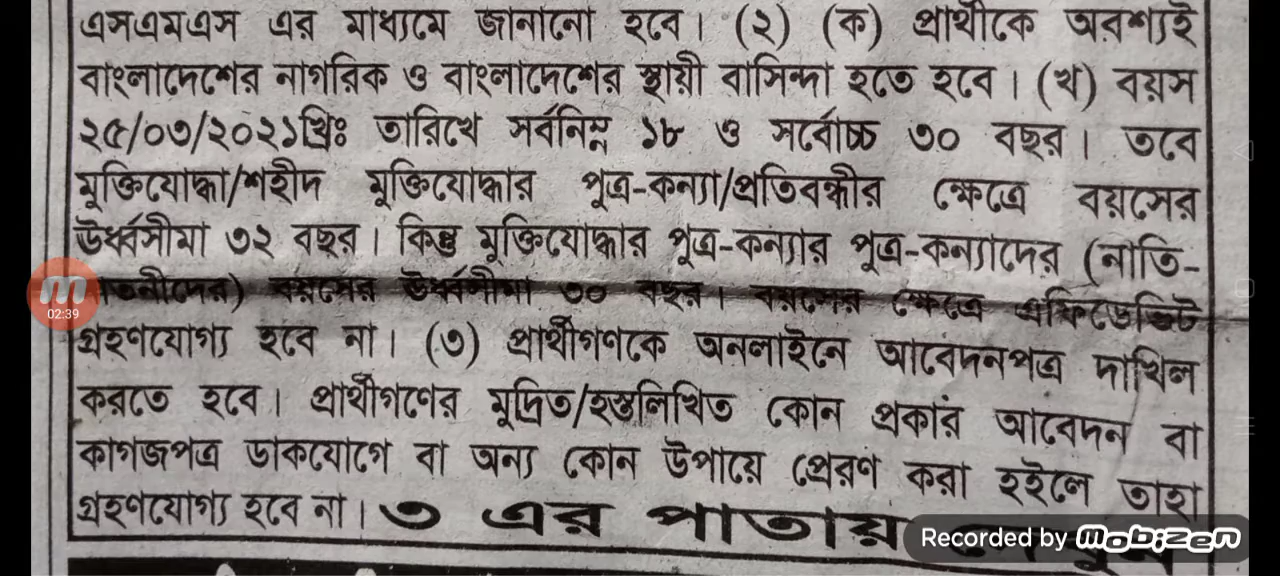 এসএমএস এর মাধ্যমে জানানো হবে। (২) (ক) প্রার্থীকে অবশ্যই
বাংলাদেশের নাগরিক ও বাংলাদেশের স্থায়ী বাসিন্দা হতে হবে। (খ) বয়স
২৫/০৩/২০২১খ্রিঃ তারিখে সর্বনিম্ন ১৮ ও সর্বোচ্চ ৩০ বছর। তবে
মুক্তিযোদ্ধা/শহীদ মুক্তিযোদ্ধার পুত্র-কন্যা/প্রতিবন্ধীর ক্ষেত্রে বয়সের
ঊর্ধ্বসীমা ৩২ বছর। কিন্তু মুক্তিযোদ্ধার পুত্র-কন্যার পুত্র-কন্যাদের (নাতি-
বয়সের ঊর্ধ্বসীমা ৩০ বছর। বয়সের ক্ষেত্রে এফিডেভিট
গ্রহণযোগ্য হবে না। (৩) প্রার্থীগণকে অনলাইনে আবেদনপত্র দাখিল
করতে হবে। প্রার্থীগণের মুদ্রিত/হস্তলিখিত কোন প্রকার আবেদন বা
কাগজপত্র ডাকযোগে বা অন্য কোন উপায়ে প্রেরণ করা হইলে তাহা
গ্রহণযোগ্য হবে না। ৩ এর পাতায়
02:39
Recorded by mobizen